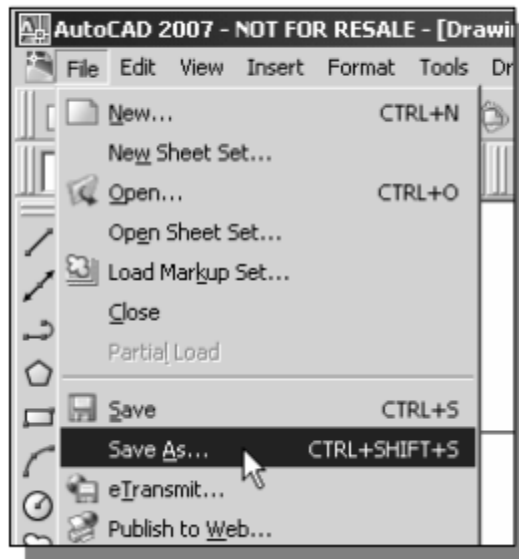 AutoCAD 2007 - NOT FOR RESALE - [Drawi
File Edit View Insert Format Tools Dr
New... CTRL+N
New Sheet Set...
Open... CTRL+O
Open Sheet Set...
Load Markup Set...
Close
Partial Load
Save CTRL+S
Save As... CTRL+SHIFT+S
eTransmit...
Publish to Web...